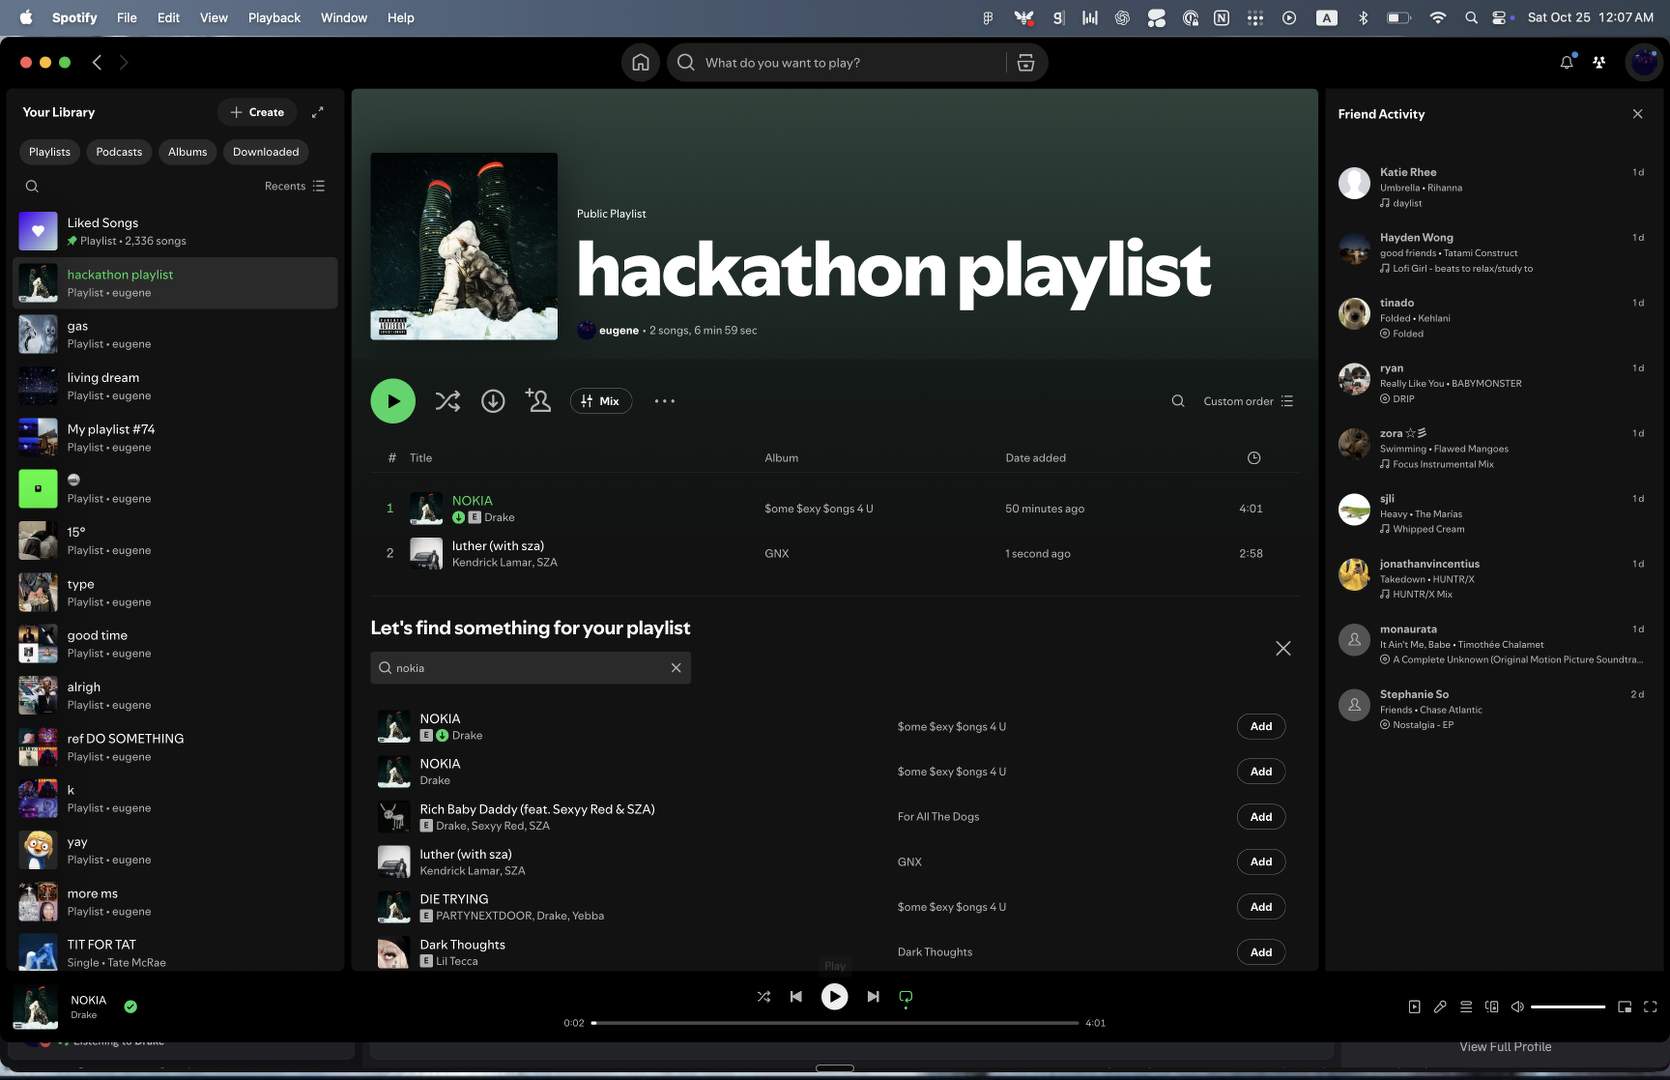 Spotify File Edit View Playback Window Help
Sat Oct 25 12:07 AM
What do you want to play?
Your Library
Create
Playlists Podcasts Albums Downloaded
Recents
Liked Songs
Playlist • 2,336 songs
hackathon playlist
Playlist • eugene
gas
Playlist • eugene
living dream
Playlist • eugene
My playlist #74
Playlist • eugene
Playlist • eugene
15°
Playlist • eugene
type
Playlist • eugene
good time
Playlist • eugene
alrigh
Playlist • eugene
ref DO SOMETHING
Playlist • eugene
k
Playlist • eugene
yay
Playlist • eugene
more ms
Playlist • eugene
TIT FOR TAT
Single • Tate McRae
Public Playlist
hackathon playlist
eugene • 2 songs, 6 min 59 sec
Mix
Custom order
# Title Album Date added
1 NOKIA $ome $exy $ongs 4 U 50 minutes ago 4:01
E Drake
2 luther (with sza) GNX 1 second ago 2:58
Kendrick Lamar, SZA
Let's find something for your playlist
nokia
NOKIA $ome $exy $ongs 4 U Add
E Drake
NOKIA $ome $exy $ongs 4 U Add
Drake
Rich Baby Daddy (feat. Sexyy Red & SZA) For All The Dogs Add
E Drake, Sexyy Red, SZA
luther (with sza) GNX Add
Kendrick Lamar, SZA
DIE TRYING $ome $exy $ongs 4 U Add
E PARTYNEXTDOOR, Drake, Yebba
Dark Thoughts Dark Thoughts Add
E Lil Tecca
Friend Activity
Katie Rhee 1 d
Umbrella • Rihanna
daylist
Hayden Wong 1 d
good friends • Tatami Construct
Lofi Girl - beats to relax/study to
tinado 1 d
Folded • Kehlani
Folded
ryan 1 d
Really Like You • BABYMONSTER
DRIP
zora ☆彡 1 d
Swimming • Flawed Mangoes
Focus Instrumental Mix
sjli 1 d
Heavy • The Marías
Whipped Cream
jonathanvincentius 1 d
Takedown • HUNTR/X
HUNTR/X Mix
monaurata 1 d
It Ain't Me, Babe • Timothée Chalamet
A Complete Unknown (Original Motion Picture Soundtra...
Stephanie So 2 d
Friends • Chase Atlantic
Nostalgia - EP
Play
NOKIA
Drake
0:02 4:01
Listening to Drake
View Full Profile